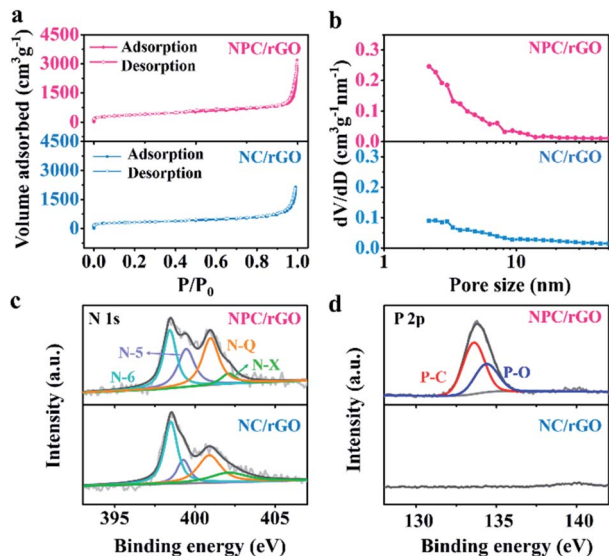 a
Volume adsorbed (cm³g⁻¹)
4500
3000
1500
0
Adsorption
Desorption
NPC/rGO
4500
3000
1500
0
Adsorption
Desorption
NC/rGO
0.0 0.2 0.4 0.6 0.8 1.0
P/P₀
b
dV/dD (cm³g⁻¹nm⁻¹)
0.3
0.2
0.1
0.0
NPC/rGO
0.3
0.2
0.1
0.0
NC/rGO
10
Pore size (nm)
c
Intensity (a.u.)
N 1s
NPC/rGO
N-5
N-Q
N-X
N-6
NC/rGO
395 400 405
Binding energy (eV)
d
Intensity (a.u.)
P 2p
NPC/rGO
P-C
P-O
NC/rGO
130 135 140
Binding energy (eV)